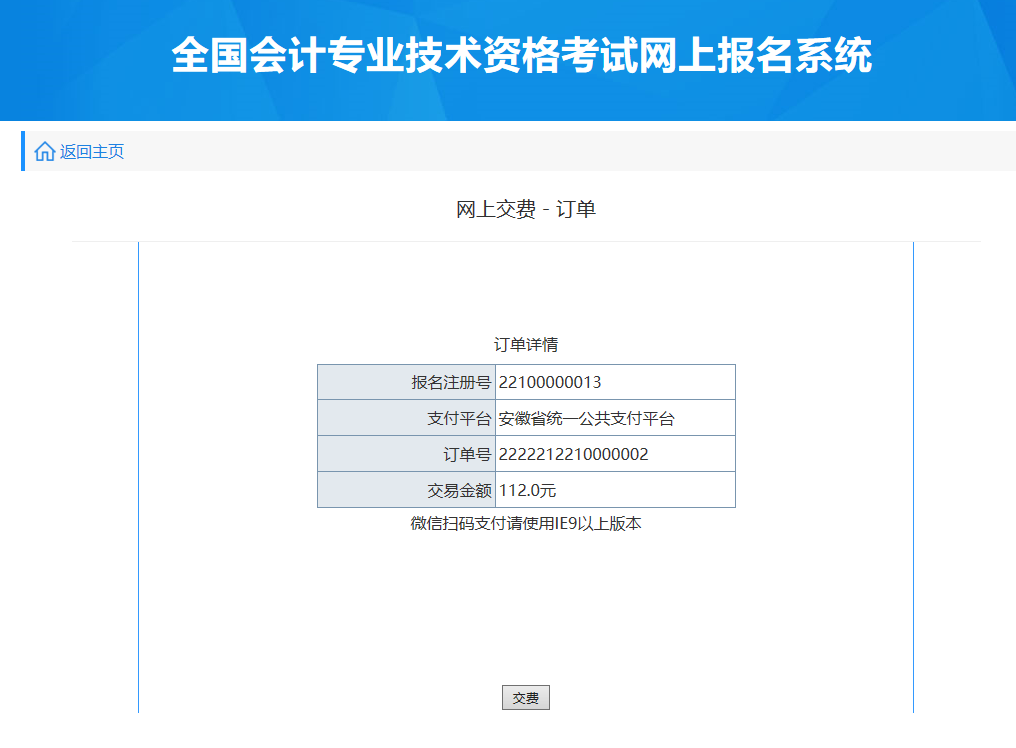 全国会计专业技术资格考试网上报名系统
返回主页
网上交费 - 订单
订单详情
报名注册号 22100000013
支付平台 安徽省统一公共支付平台
订单号 2222212210000002
交易金额 112.0元
微信扫码支付请使用IE9以上版本
交费